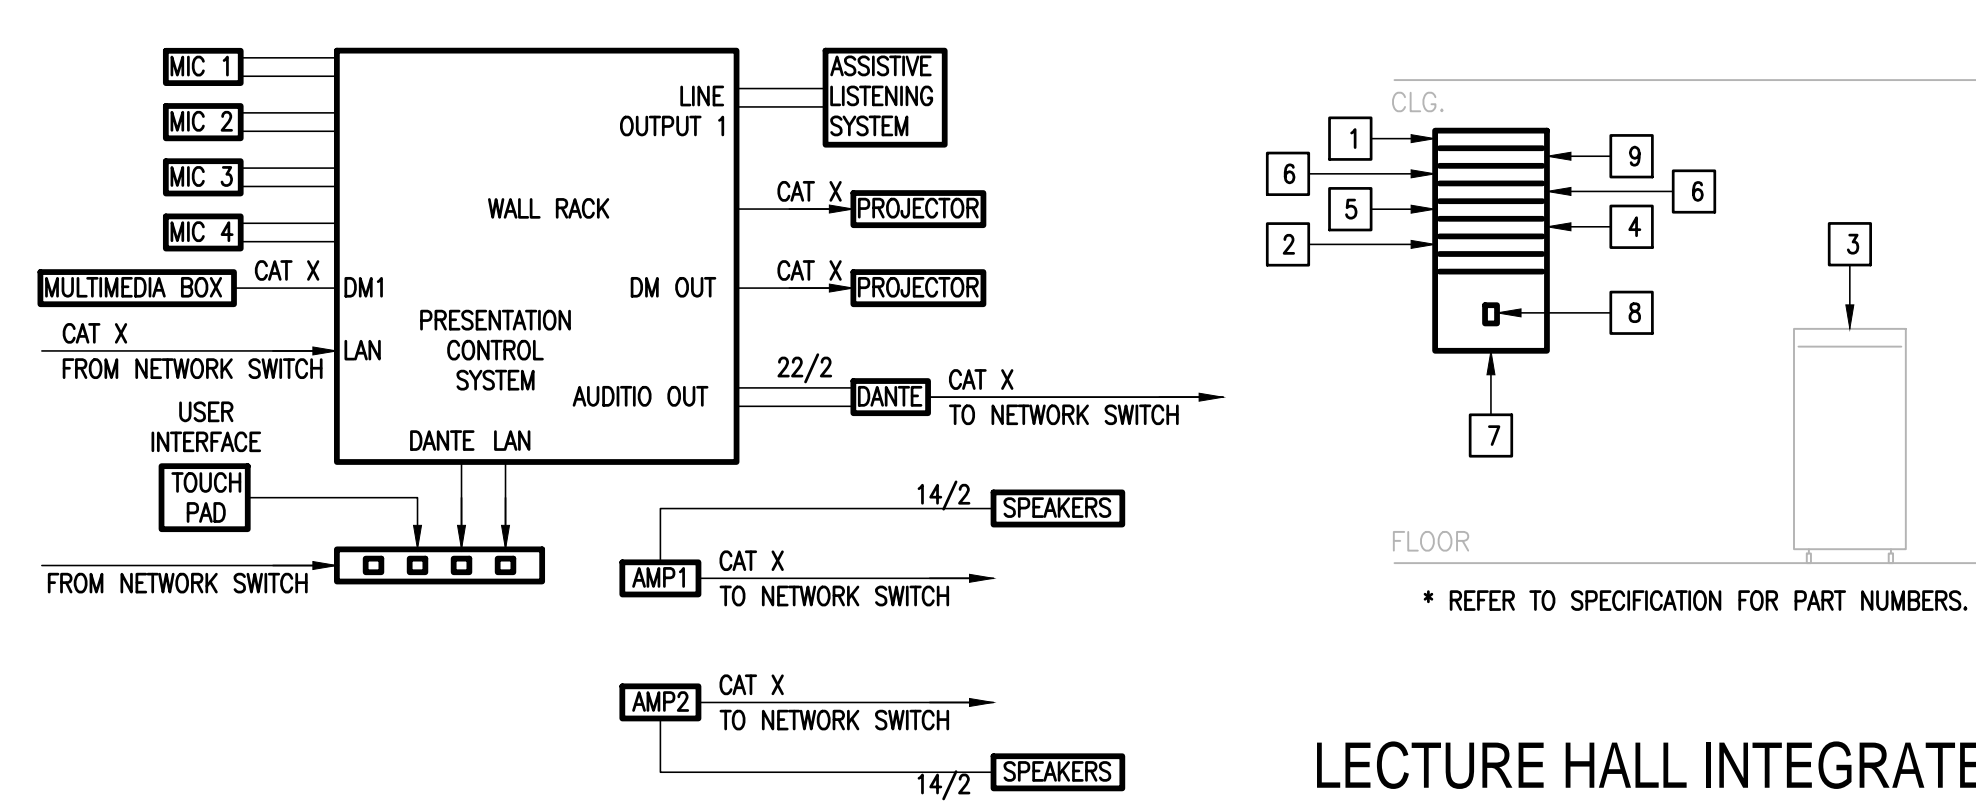 MIC 1
MIC 2
MIC 3
MIC 4
MULTIMEDIA BOX
CAT X
DM1
CAT X
FROM NETWORK SWITCH
LAN
USER
INTERFACE
TOUCH
PAD
FROM NETWORK SWITCH
WALL RACK
PRESENTATION
CONTROL
SYSTEM
LINE
OUTPUT 1
DM OUT
AUDITIO OUT
DANTE LAN
ASSISTIVE
LISTENING
SYSTEM
CAT X
PROJECTOR
CAT X
PROJECTOR
22/2
DANTE
CAT X
TO NETWORK SWITCH
14/2
SPEAKERS
AMP1
CAT X
TO NETWORK SWITCH
AMP2
CAT X
TO NETWORK SWITCH
14/2
SPEAKERS
CLG.
1
9
6
6
5
4
2
3
8
7
FLOOR
* REFER TO SPECIFICATION FOR PART NUMBERS.
LECTURE HALL INTEGRATE